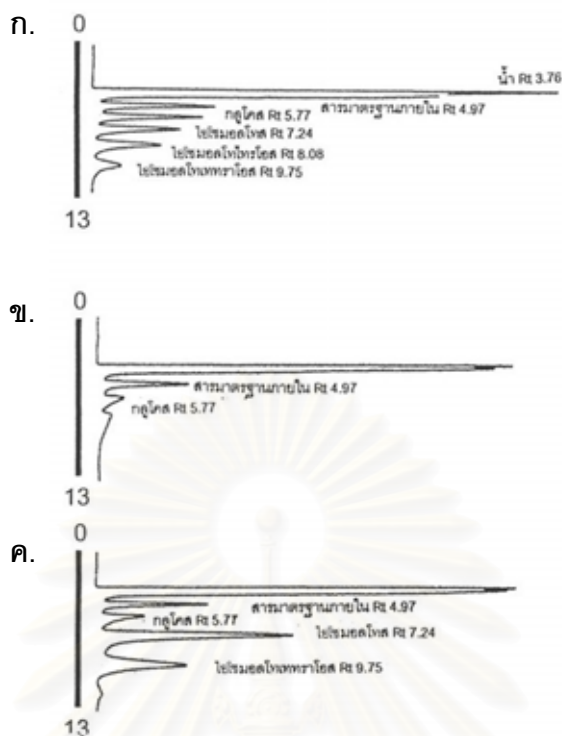 ก.
0
น้ำ Rt 3.76
สารมาตรฐานภายใน Rt 4.97
กลูโคส Rt 5.77
ไอโซมอลโทส Rt 7.24
ไอโซมอลโทไทรโอส Rt 8.08
ไอโซมอลโทเททราโอส Rt 9.75
13
ข.
0
สารมาตรฐานภายใน Rt 4.97
กลูโคส Rt 5.77
13
ค.
0
สารมาตรฐานภายใน Rt 4.97
กลูโคส Rt 5.77
ไอโซมอลโทส Rt 7.24
ไอโซมอลโทเททราโอส Rt 9.75
13